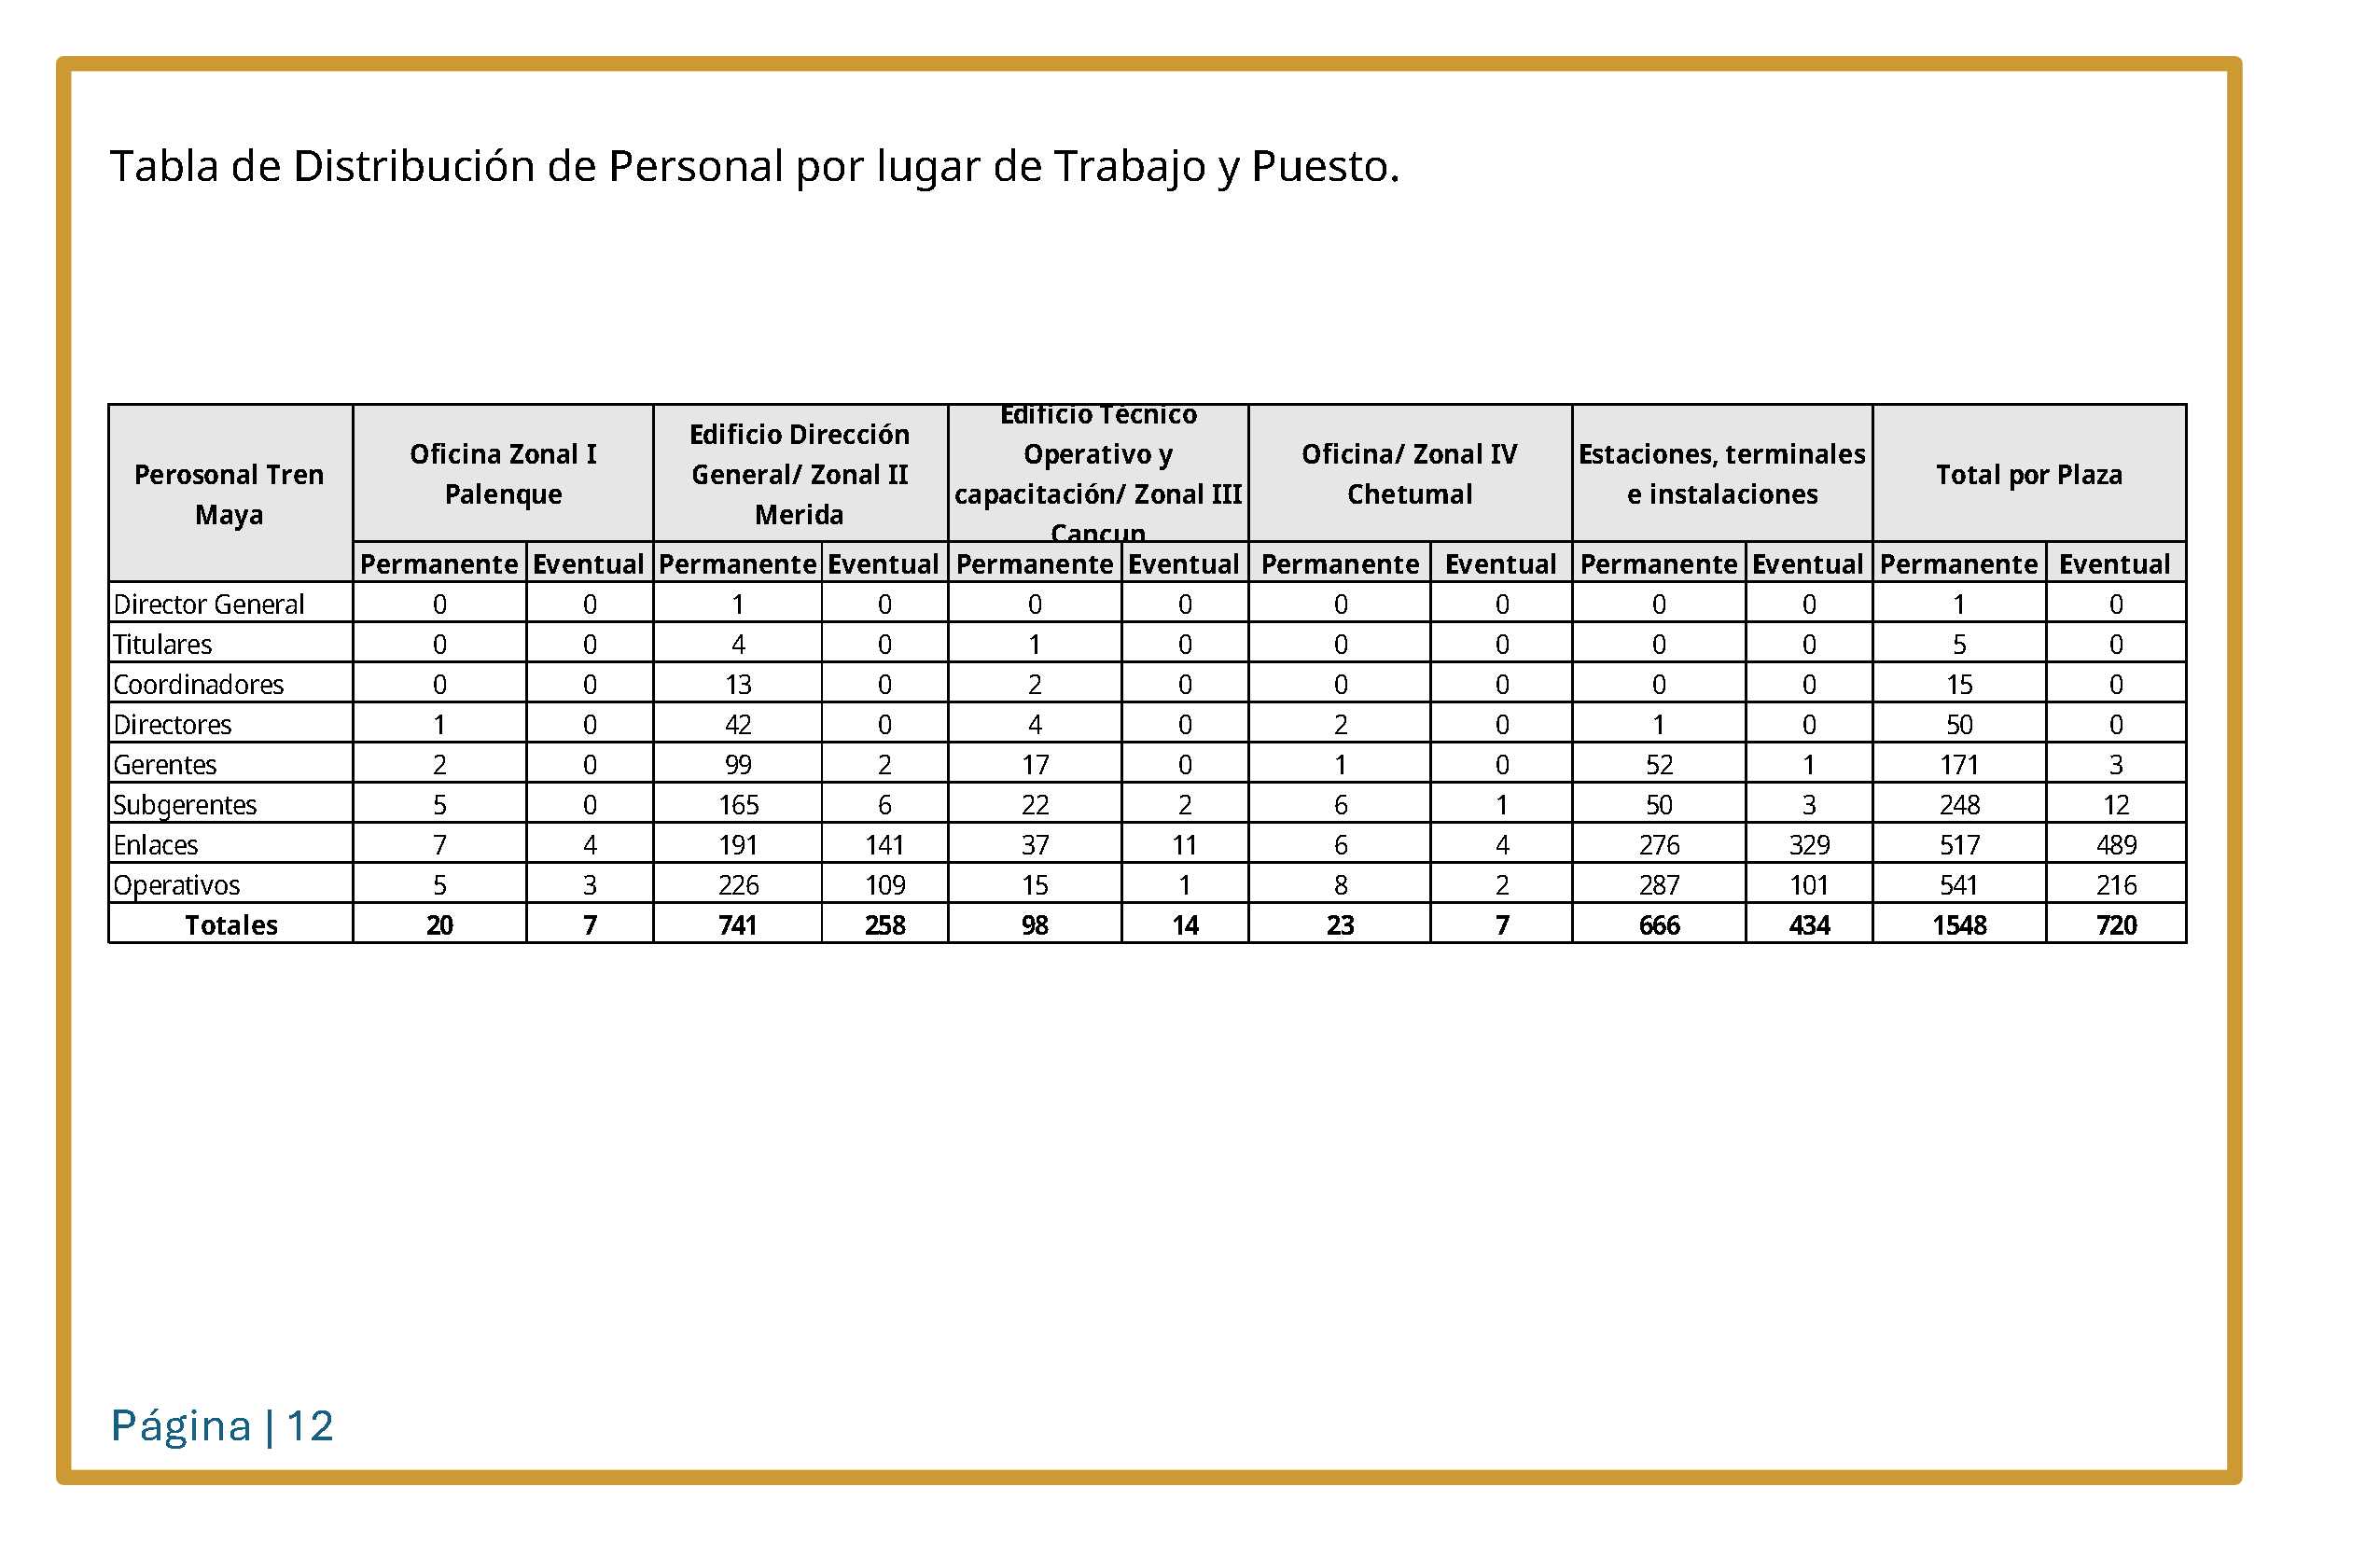 Tabla de Distribución de Personal por lugar de Trabajo y Puesto.
Perosonal Tren
Maya
Oficina Zonal I
Palenque
Edificio Dirección
General/ Zonal II
Merida
Edificio Técnico
Operativo y
capacitación/ Zonal III
Cancun
Oficina/ Zonal IV
Chetumal
Estaciones, terminales
e instalaciones
Total por Plaza
Permanente Eventual Permanente Eventual Permanente Eventual Permanente Eventual Permanente Eventual Permanente Eventual
Director General 0 0 1 0 0 0 0 0 0 0 1 0
Titulares 0 0 4 0 1 0 0 0 0 0 5 0
Coordinadores 0 0 13 0 2 0 0 0 0 0 15 0
Directores 1 0 42 0 4 0 2 0 1 0 50 0
Gerentes 2 0 99 2 17 0 1 0 52 1 171 3
Subgerentes 5 0 165 6 22 2 6 1 50 3 248 12
Enlaces 7 4 191 141 37 11 6 4 276 329 517 489
Operativos 5 3 226 109 15 1 8 2 287 101 541 216
Totales 20 7 741 258 98 14 23 7 666 434 1548 720
Página | 12